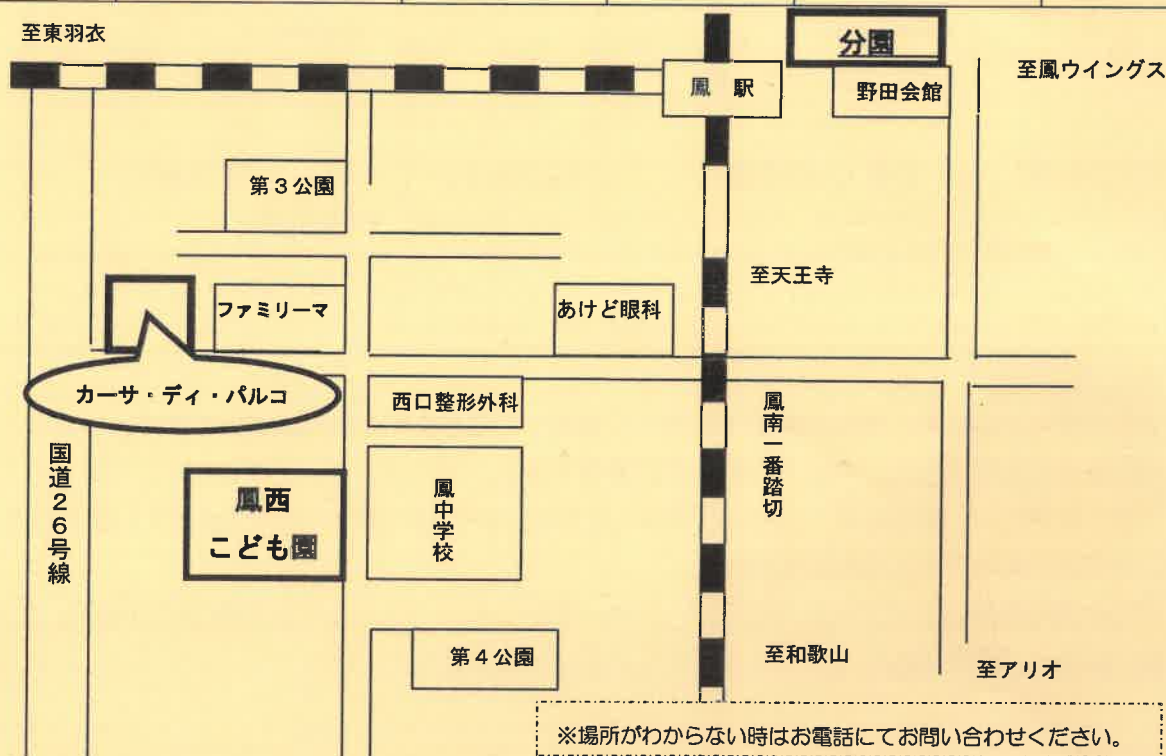 至東羽衣
分園
至鳳ウイングス
鳳 駅
野田会館
第3公園
至天王寺
ファミリーマ
あけど眼科
カーサ・ディ・パルコ
西口整形外科
鳳南一番踏切
国道26号線
鳳西
こども園
鳳中学校
至和歌山
第4公園
至アリオ
※場所がわからない時はお電話にてお問い合わせください。